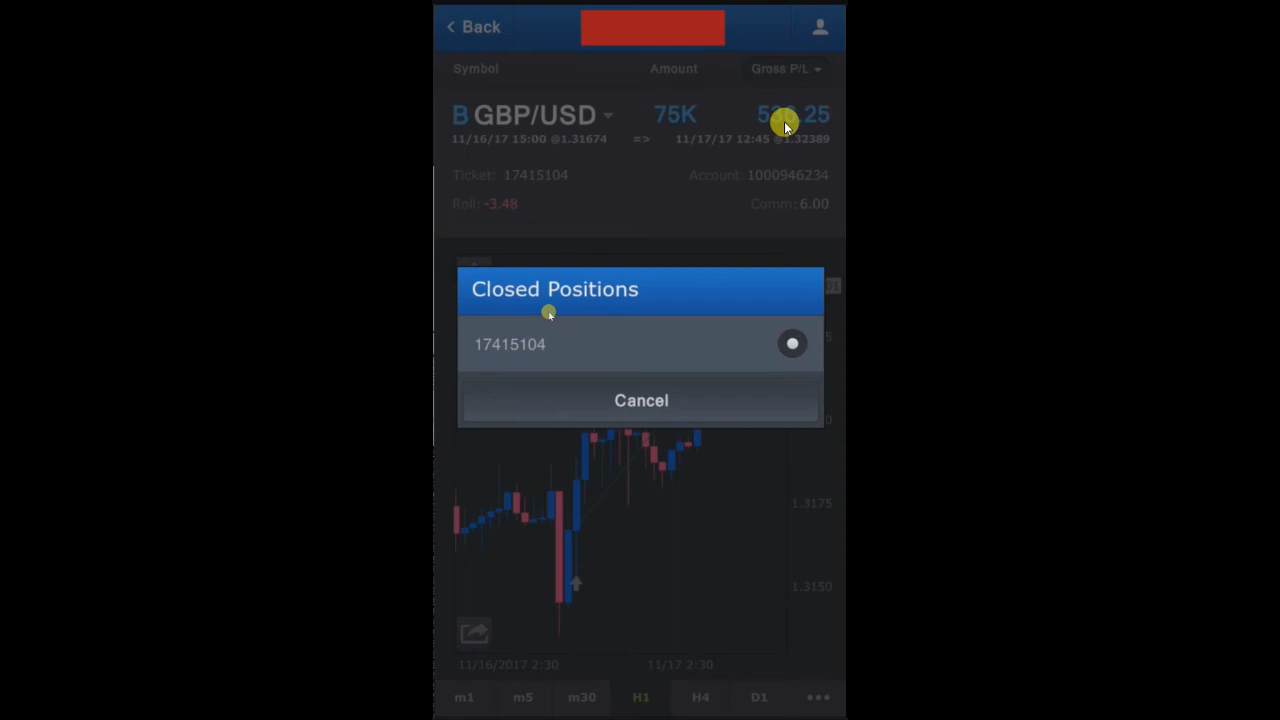 Back
Symbol Amount Gross P/L
B GBP/USD 75K 536.25
11/16/17 15:00 @1.31674 => 11/17/17 12:45 @1.32389
Ticket: 17415104 Account: 1000946234
Roll: -3.48 Comm: 6.00
Closed Positions
17415104
Cancel
1.3175
1.3150
11/16/2017 2:30 11/17 2:30
m1 m5 m30 H1 H4 D1 •••